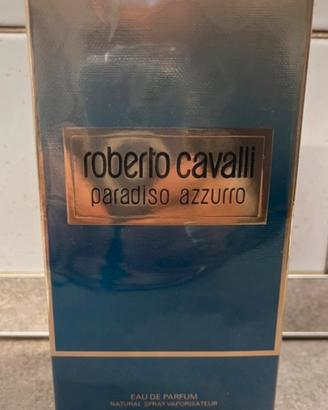 roberto cavalli
paradiso azzurro
EAU DE PARFUM
NATURAL SPRAY VAPORISATEUR